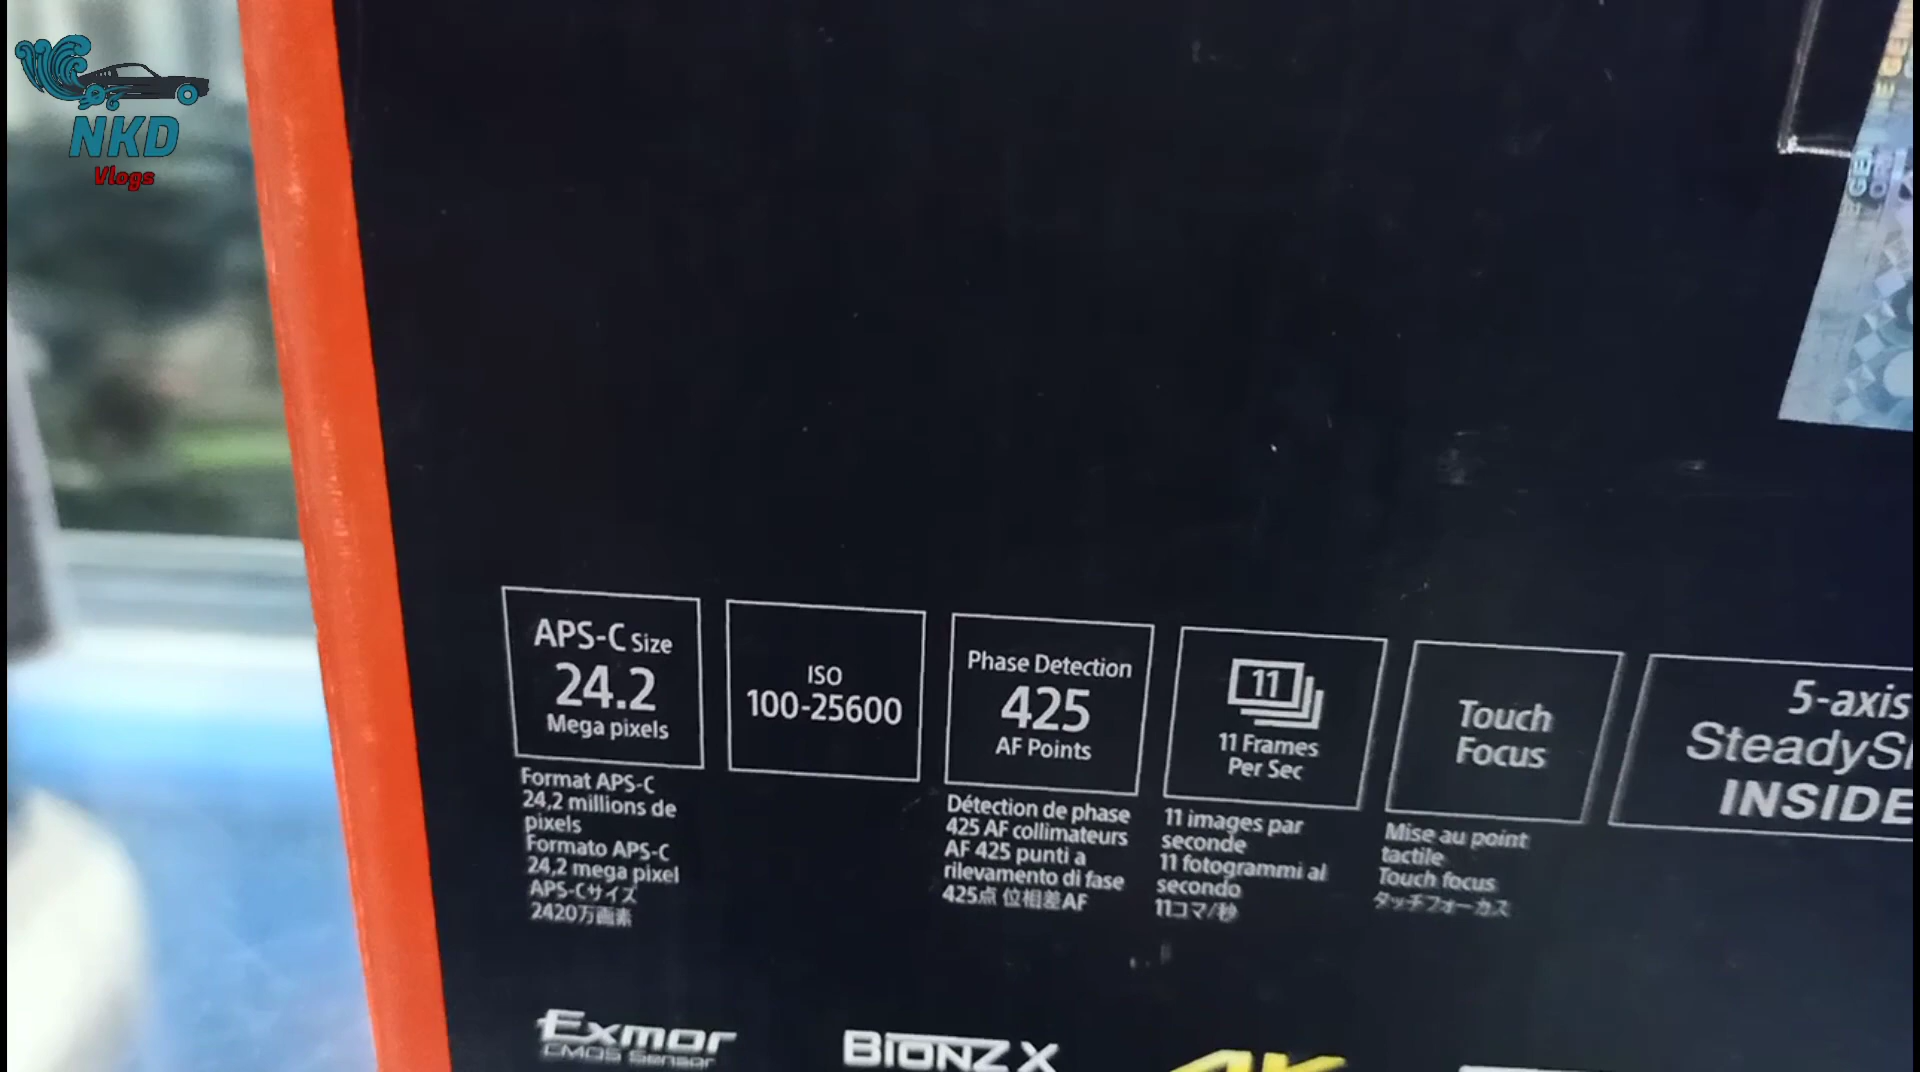 NKD
Vlogs
APS-C Size
24.2
Mega pixels
Format APS-C
24,2 millions de
pixels
Formato APS-C
24,2 mega pixel
APS-Cサイズ
2420万画素
ISO
100-25600
Phase Detection
425
AF Points
Détection de phase
425 AF collimateurs
AF 425 punti a
rilevamento di fase
425点 位相差AF
11
11 Frames
Per Sec
11 images par
seconde
11 fotogrammi al
secondo
11コマ/秒
Touch
Focus
Mise au point
tactile
Touch focus
タッチフォーカス
5-axis
INSIDE
Exmor
CMOS Sensor
BIONZ X
4K